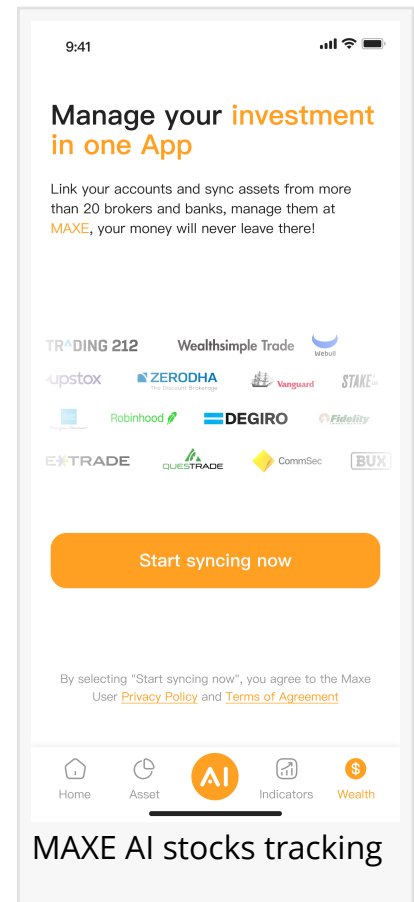 9:41
Manage your investment
in one App
Link your accounts and sync assets from more
than 20 brokers and banks, manage them at
MAXE, your money will never leave there!
TRADING 212 Wealthsimple Trade Webull
upstox ZERODHA The Discount Brokerage Vanguard STAKE
Robinhood DEGIRO Fidelity
E*TRADE QUESTRADE CommSec BUX
Start syncing now
By selecting "Start syncing now", you agree to the Maxe
User Privacy Policy and Terms of Agreement
AI
Home Asset Indicators Wealth
MAXE AI stocks tracking